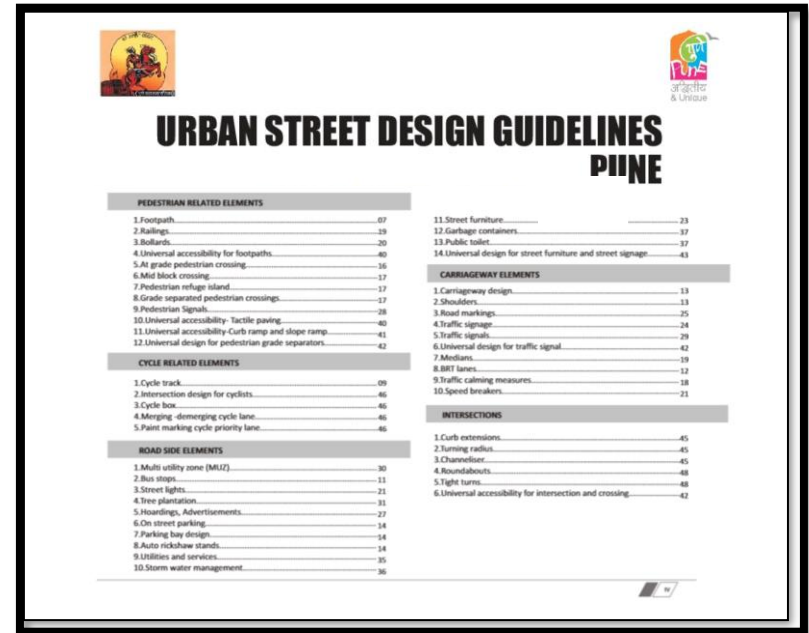 पुणे
PUNE
अद्वितीय
& Unique
URBAN STREET DESIGN GUIDELINES
PUNE
PEDESTRIAN RELATED ELEMENTS
1.Footpath 07
2.Railings 19
3.Bollards 20
4.Universal accessibility for footpaths 40
5.At grade pedestrian crossing 16
6.Mid block crossing 17
7.Pedestrian refuge island 17
8.Grade separated pedestrian crossings 17
9.Pedestrian Signals 28
10.Universal accessibility- Tactile paving 40
11.Universal accessibility-Curb ramp and slope ramp 41
12.Universal design for pedestrian grade separators 42
CYCLE RELATED ELEMENTS
1.Cycle track 09
2.Intersection design for cyclists 46
3.Cycle box 46
4.Merging -demerging cycle lane 46
5.Paint marking cycle priority lane 46
ROAD SIDE ELEMENTS
1.Multi utility zone (MUZ) 30
2.Bus stops 11
3.Street lights 21
4.Tree plantation 31
5.Hoardings, Advertisements 27
6.On street parking 14
7.Parking bay design 14
8.Auto rickshaw stands 14
9.Utilities and services 35
10.Storm water management 36
11.Street furniture 23
12.Garbage containers 37
13.Public toilet 37
14.Universal design for street furniture and street signage 43
CARRIAGEWAY ELEMENTS
1.Carriageway design 13
2.Shoulders 13
3.Road markings 25
4.Traffic signage 24
5.Traffic signals 29
6.Universal design for traffic signal 42
7.Medians 19
8.BRT lanes 12
9.Traffic calming measures 18
10.Speed breakers 21
INTERSECTIONS
1.Curb extensions 45
2.Turning radius 45
3.Channeliser 45
4.Roundabouts 48
5.Tight turns 48
6.Universal accessibility for intersection and crossing 42